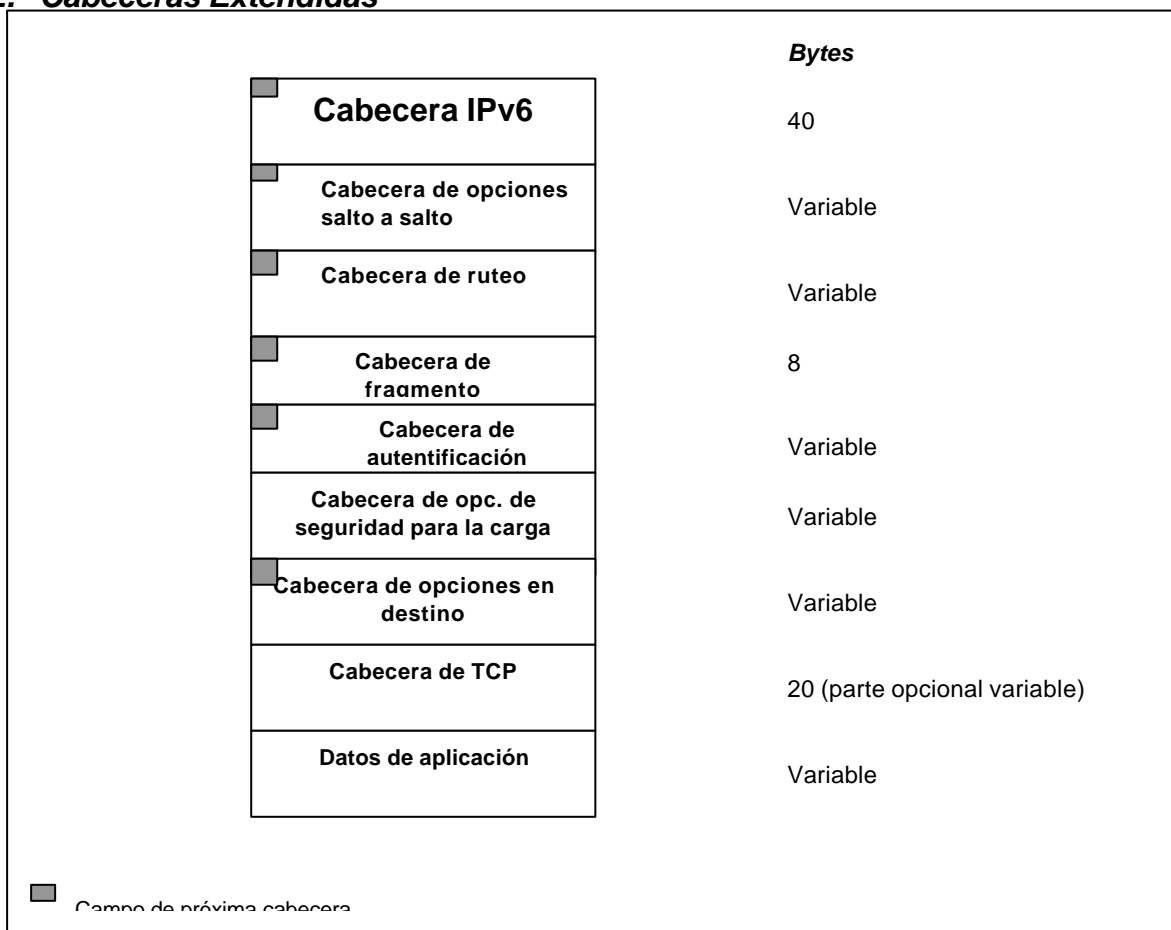 Cabeceras Extendidas
Bytes
Cabecera IPv6
40
Cabecera de opciones
salto a salto
Variable
Cabecera de ruteo
Variable
Cabecera de
fragmento
8
Cabecera de
autentificación
Variable
Cabecera de opc. de
seguridad para la carga
Variable
Cabecera de opciones en
destino
Variable
Cabecera de TCP
20 (parte opcional variable)
Datos de aplicación
Variable
Campo de próxima cabecera